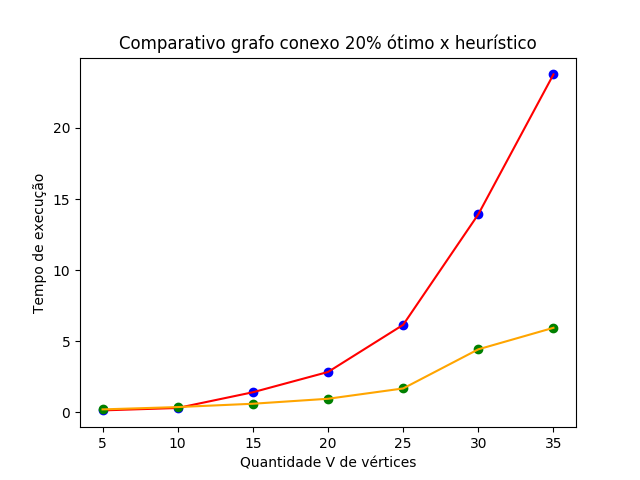 Comparativo grafo conexo 20% ótimo x heurístico
Tempo de execução
20
15
10
5
0
5 10 15 20 25 30 35
Quantidade V de vértices